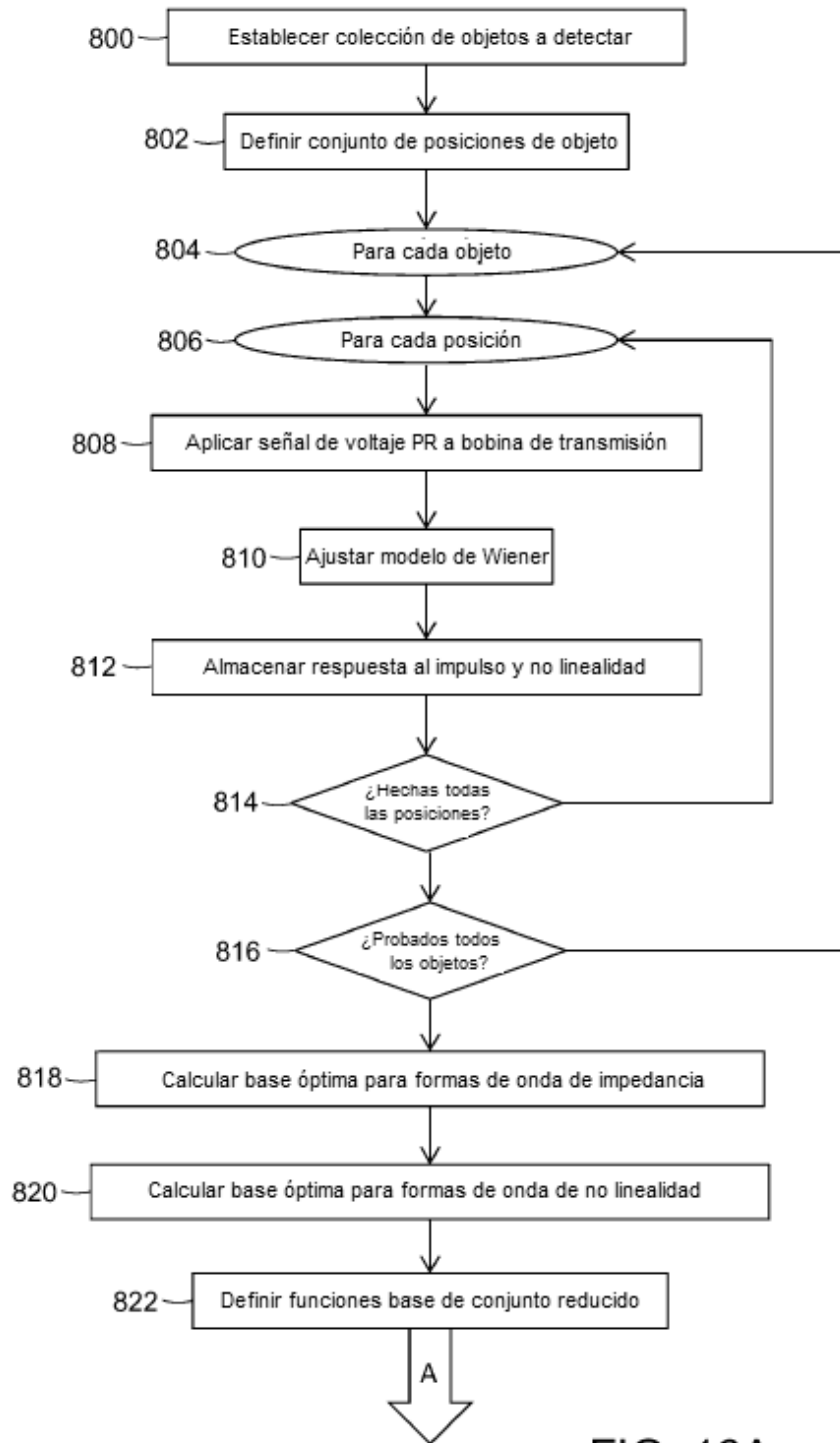 800
Establecer colección de objetos a detectar
802
Definir conjunto de posiciones de objeto
804
Para cada objeto
806
Para cada posición
808
Aplicar señal de voltaje PR a bobina de transmisión
810
Ajustar modelo de Wiener
812
Almacenar respuesta al impulso y no linealidad
814
¿Hechas todas
las posiciones?
816
¿Probados todos
los objetos?
818
Calcular base óptima para formas de onda de impedancia
820
Calcular base óptima para formas de onda de no linealidad
822
Definir funciones base de conjunto reducido
A